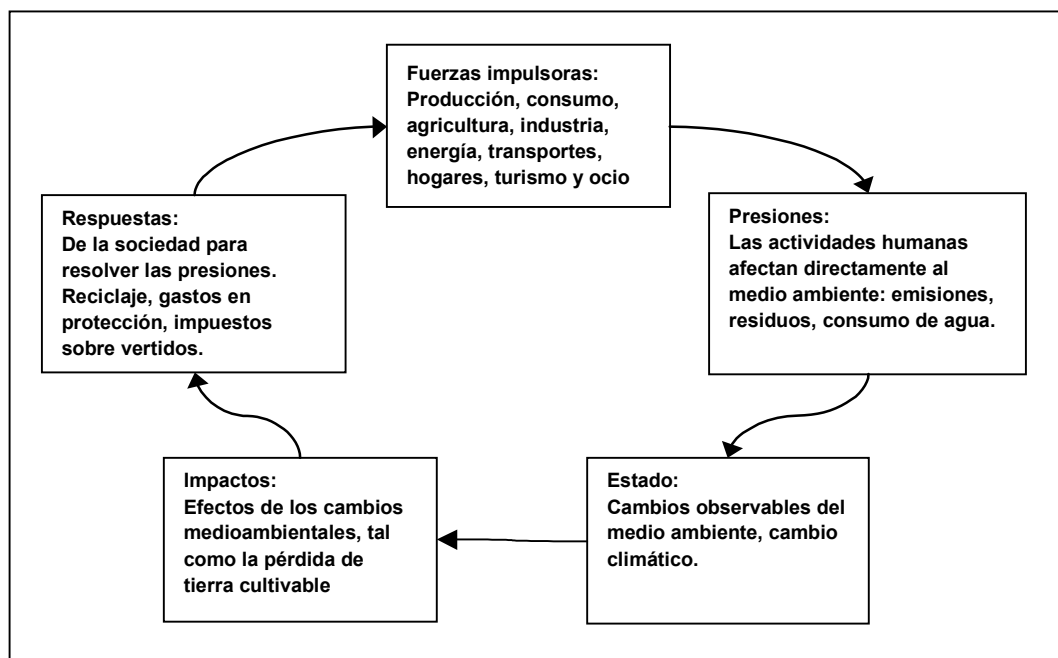 Fuerzas impulsoras:
Producción, consumo,
agricultura, industria,
energía, transportes,
hogares, turismo y ocio
Presiones:
Las actividades humanas
afectan directamente al
medio ambiente: emisiones,
residuos, consumo de agua.
Estado:
Cambios observables del
medio ambiente, cambio
climático.
Impactos:
Efectos de los cambios
medioambientales, tal
como la pérdida de
tierra cultivable
Respuestas:
De la sociedad para
resolver las presiones.
Reciclaje, gastos en
protección, impuestos
sobre vertidos.